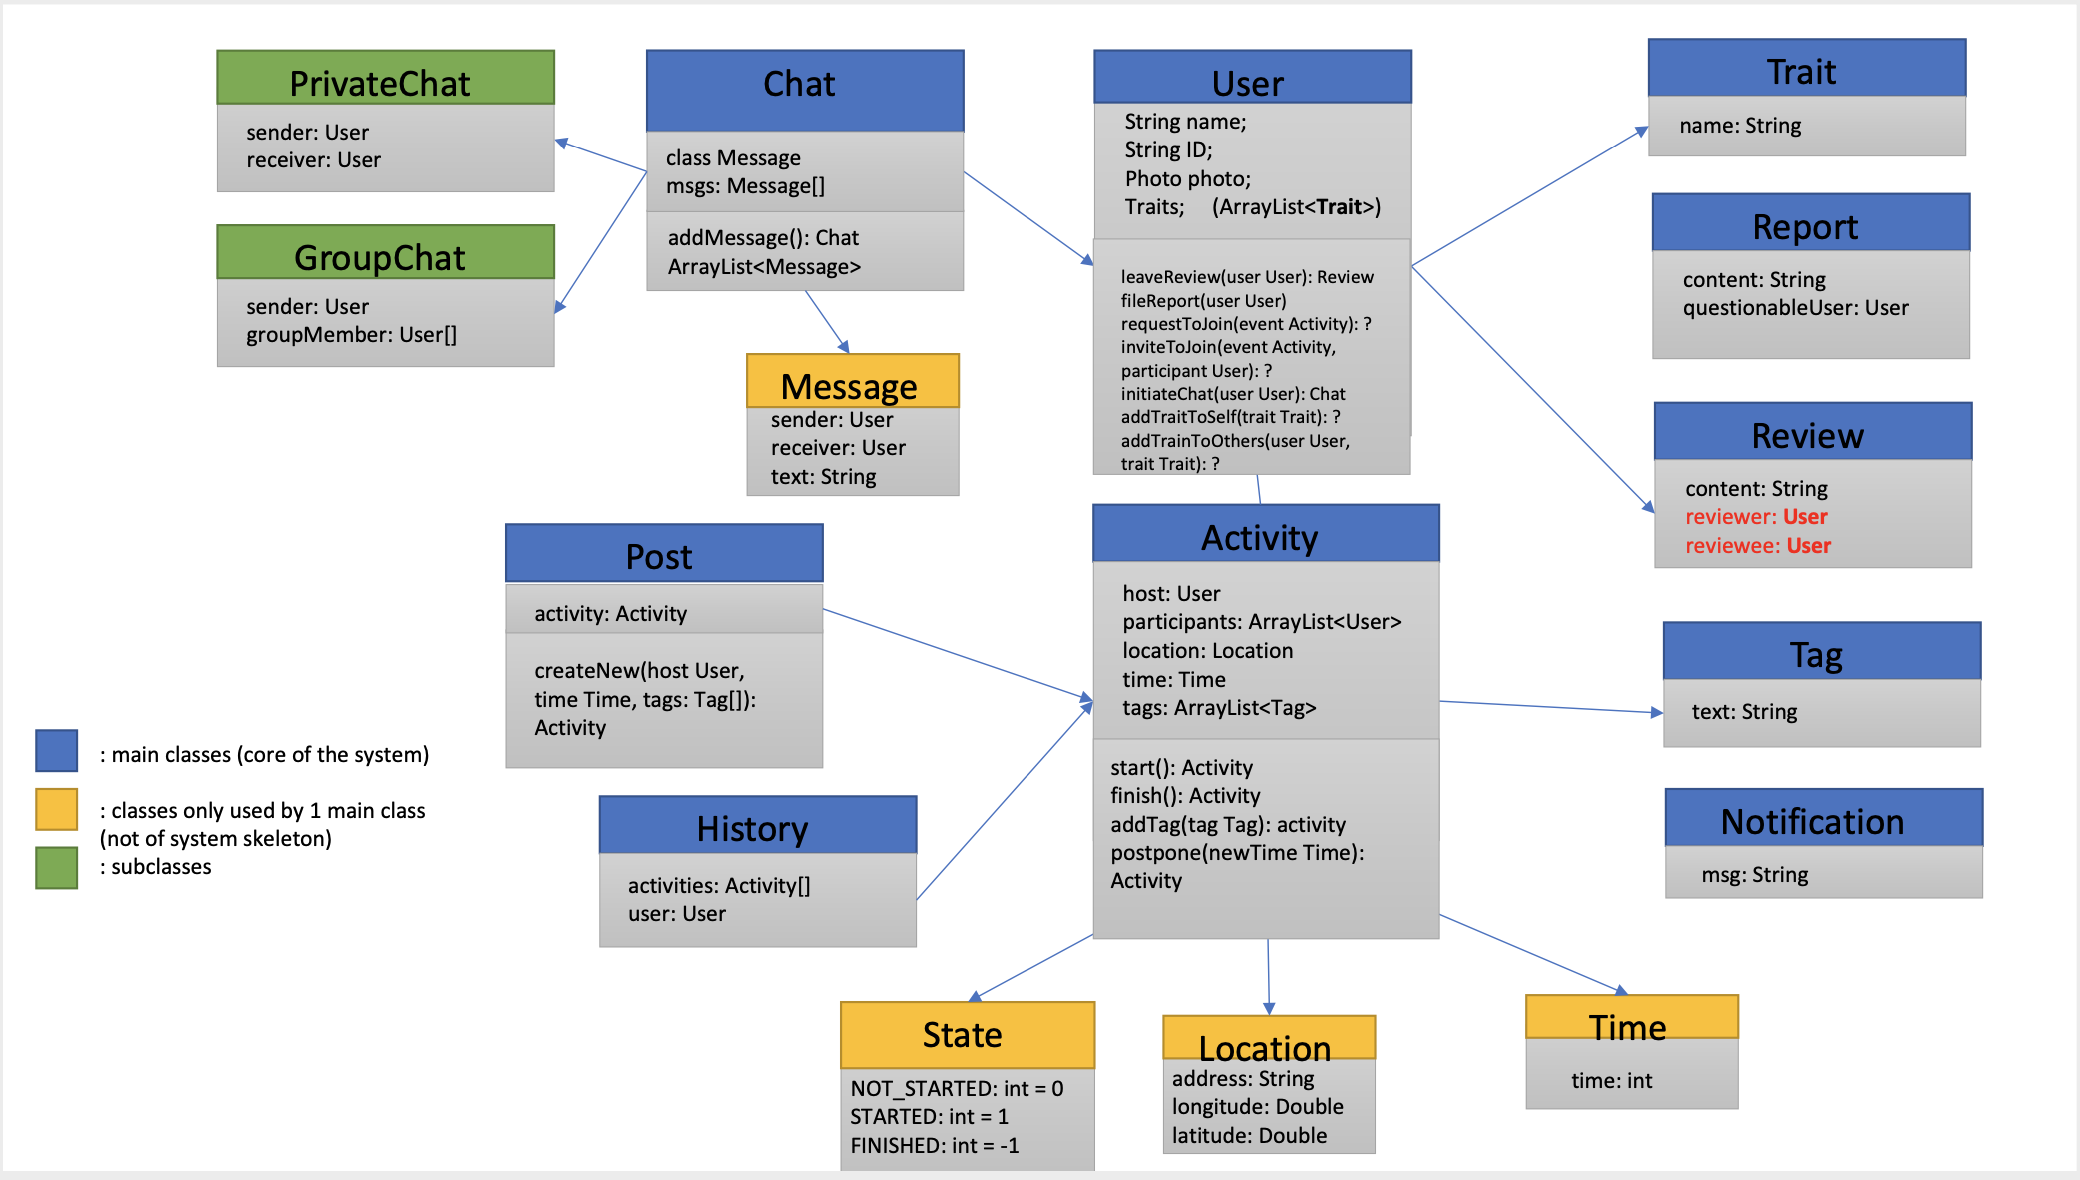 PrivateChat
sender: User
receiver: User
GroupChat
sender: User
groupMember: User[]
Chat
class Message
msgs: Message[]
addMessage(): Chat
ArrayList<Message>
Message
sender: User
receiver: User
text: String
User
String name;
String ID;
Photo photo;
Traits; (ArrayList<Trait>)
leaveReview(user User): Review
fileReport(user User)
requestToJoin(event Activity): ?
inviteToJoin(event Activity,
participant User): ?
initiateChat(user User): Chat
addTraitToSelf(trait Trait): ?
addTrainToOthers(user User,
trait Trait): ?
Trait
name: String
Report
content: String
questionableUser: User
Review
content: String
reviewer: User
reviewee: User
Post
activity: Activity
createNew(host User,
time Time, tags: Tag[]):
Activity
History
activities: Activity[]
user: User
Activity
host: User
participants: ArrayList<User>
location: Location
time: Time
tags: ArrayList<Tag>
start(): Activity
finish(): Activity
addTag(tag Tag): activity
postpone(newTime Time):
Activity
Tag
text: String
Notification
msg: String
: main classes (core of the system)
: classes only used by 1 main class
(not of system skeleton)
: subclasses
State
NOT_STARTED: int = 0
STARTED: int = 1
FINISHED: int = -1
Location
address: String
longitude: Double
latitude: Double
Time
time: int